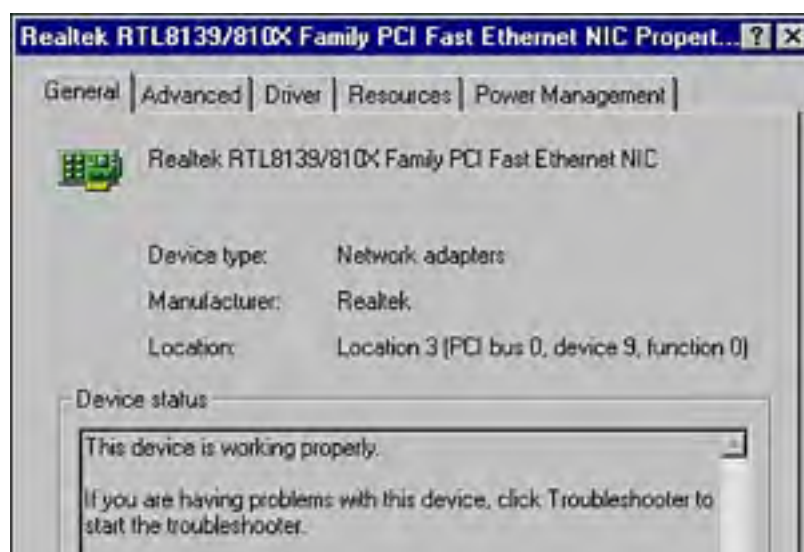 Realtek RTL8139/810X Family PCI Fast Ethernet NIC Propert... ? ×
General Advanced Driver Resources Power Management
Realtek RTL8139/810X Family PCI Fast Ethernet NIC
Device type: Network adapters
Manufacturer: Realtek
Location: Location 3 (PCI bus 0, device 9, function 0)
Device status
This device is working properly.
If you are having problems with this device, click Troubleshooter to
start the troubleshooter.